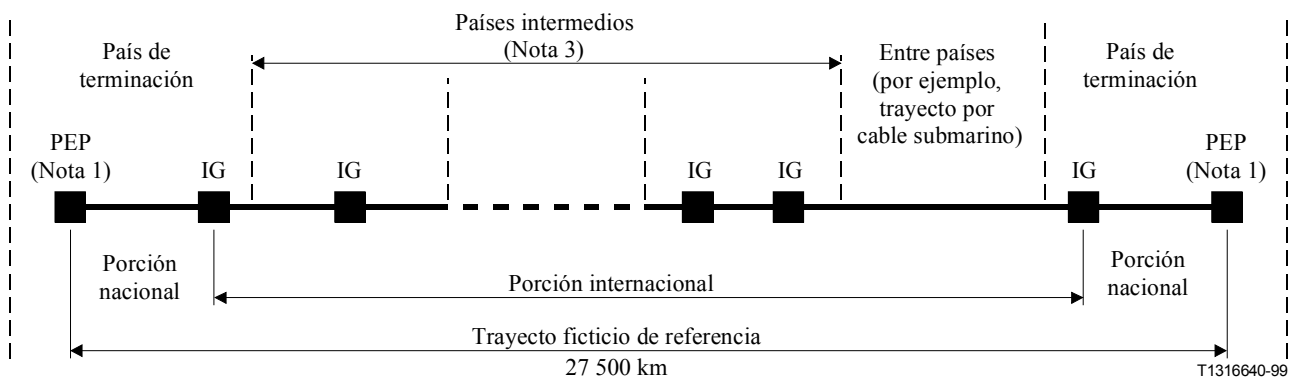 País de
terminación
Países intermedios
(Nota 3)
Entre países
(por ejemplo,
trayecto por
cable submarino)
País de
terminación
PEP
(Nota 1)
IG
IG
IG
IG
IG
PEP
(Nota 1)
Porción
nacional
Porción internacional
Porción
nacional
Trayecto ficticio de referencia
27 500 km
T1316640-99